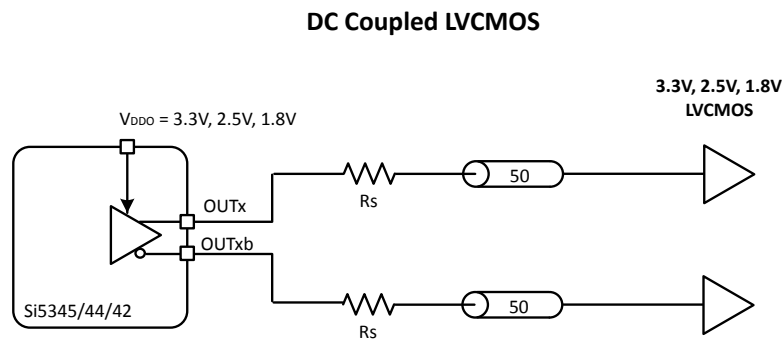 DC Coupled LVCMOS
3.3V, 2.5V, 1.8V
LVCMOS
VDDO = 3.3V, 2.5V, 1.8V
OUTx
Rs
50
OUTxb
Si5345/44/42
Rs
50